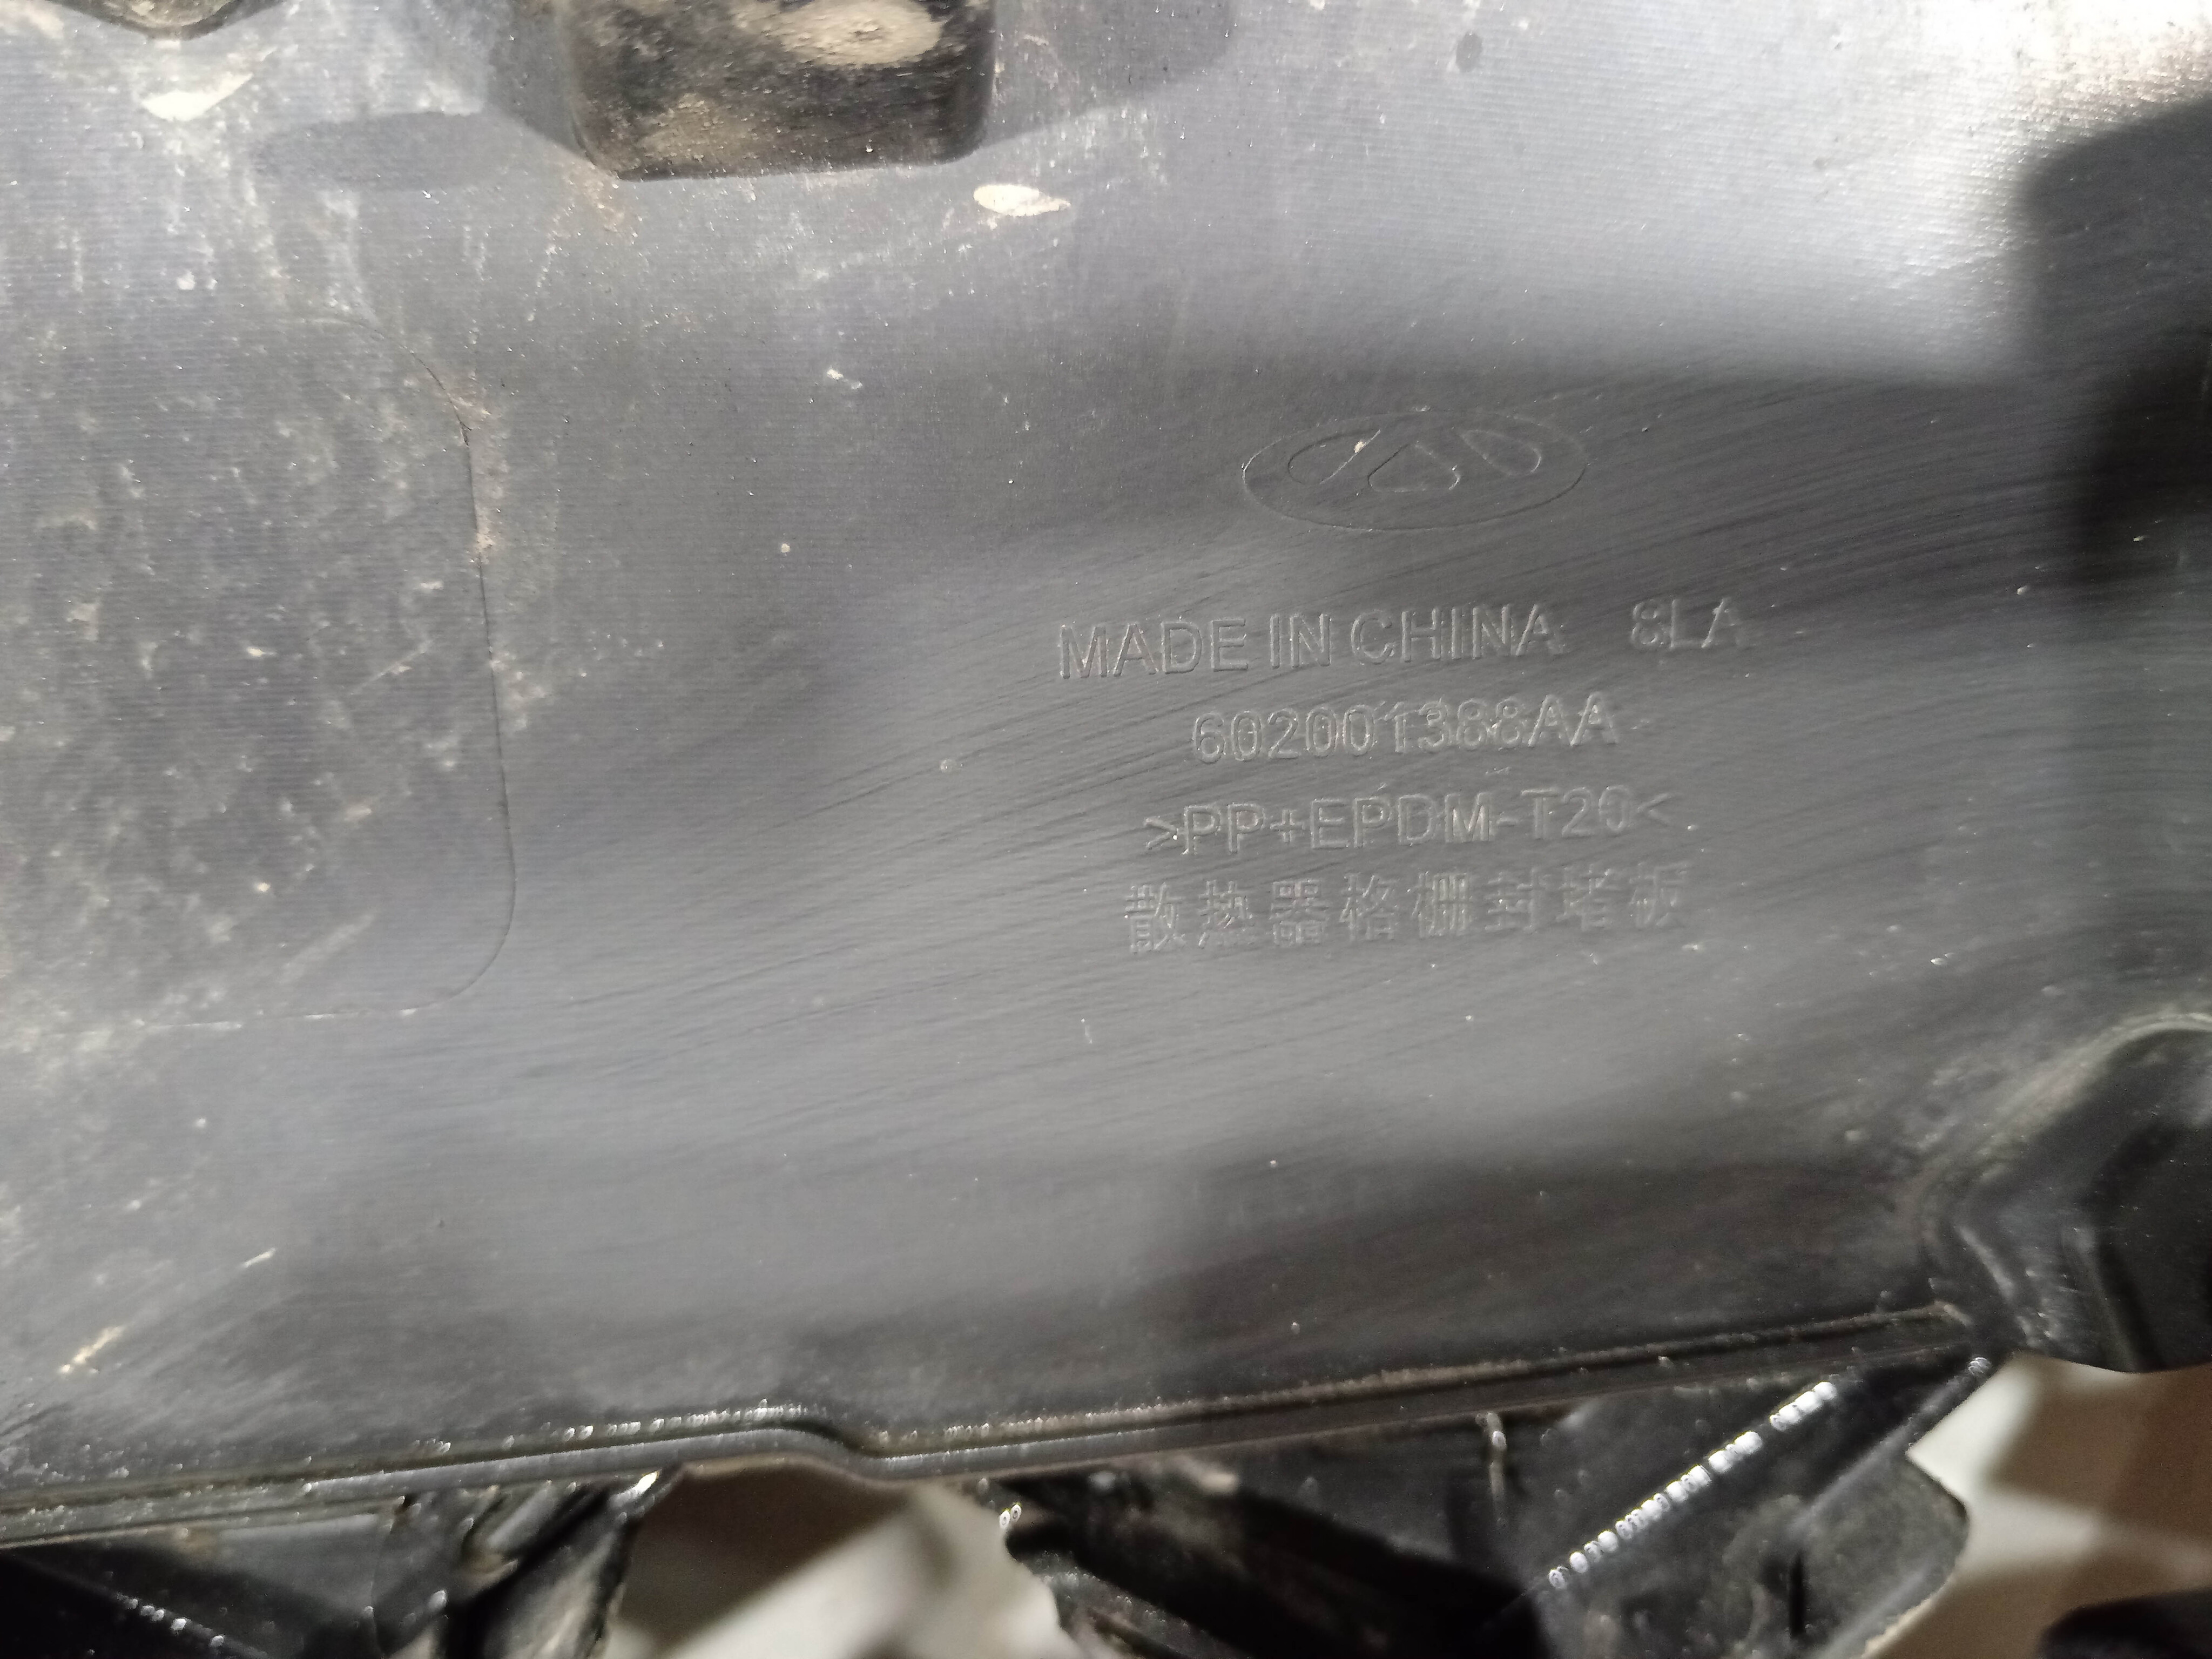 MADE IN CHINA 8LA
602001388AA
>PP+EPDM-T20<
散热器格栅封堵板